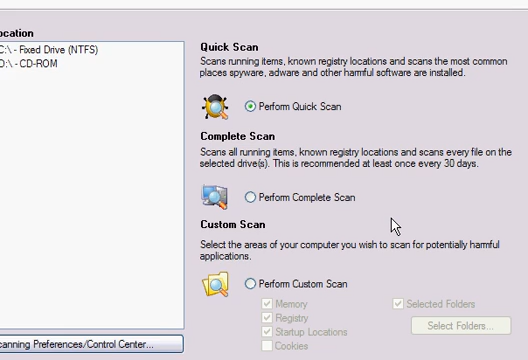 ocation
C:\ - Fixed Drive (NTFS)
D:\ - CD-ROM
Quick Scan
Scans running items, known registry locations and scans the most common
places spyware, adware and other harmful software are installed.
Perform Quick Scan
Complete Scan
Scans all running items, known registry locations and scans every file on the
selected drive(s). This is recommended at least once every 30 days.
Perform Complete Scan
Custom Scan
Select the areas of your computer you wish to scan for potentially harmful
applications.
Perform Custom Scan
Memory
Selected Folders
Registry
Startup Locations
Select Folders...
Cookies
canning Preferences/Control Center...